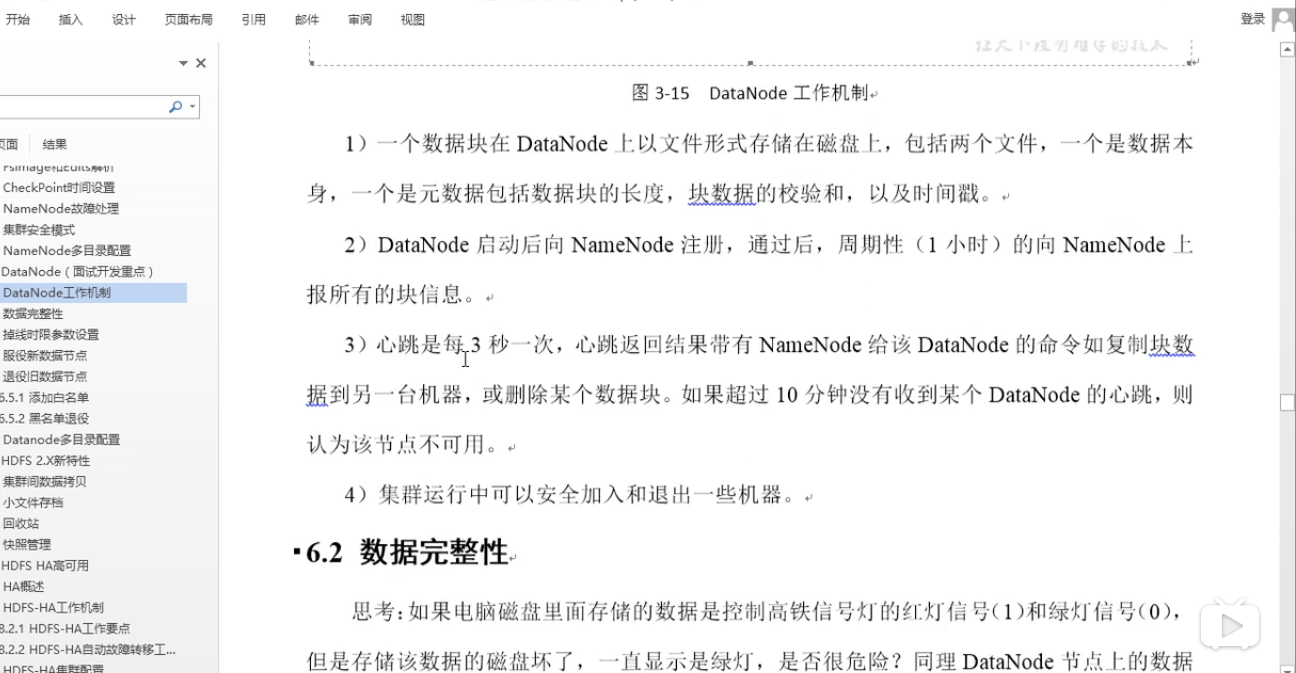 开始 插入 设计 页面布局 引用 邮件 审阅 视图 登录
让天下没有难学的技术
图 3-15 DataNode 工作机制
页面 结果
Fsimage和Edits解析
CheckPoint时间设置
NameNode故障处理
集群安全模式
NameNode多目录配置
DataNode（面试开发重点）
DataNode工作机制
数据完整性
掉线时限参数设置
服役新数据节点
退役旧数据节点
6.5.1 添加白名单
6.5.2 黑名单退役
Datanode多目录配置
HDFS 2.X新特性
集群间数据拷贝
小文件存档
回收站
快照管理
HDFS HA高可用
HA概述
HDFS-HA工作机制
8.2.1 HDFS-HA工作要点
8.2.2 HDFS-HA自动故障转移工...
HDFS-HA集群配置
1）一个数据块在 DataNode 上以文件形式存储在磁盘上，包括两个文件，一个是数据本
身，一个是元数据包括数据块的长度，块数据的校验和，以及时间戳。
2）DataNode 启动后向 NameNode 注册，通过后，周期性（1 小时）的向 NameNode 上
报所有的块信息。
3）心跳是每 3 秒一次，心跳返回结果带有 NameNode 给该 DataNode 的命令如复制块数
据到另一台机器，或删除某个数据块。如果超过 10 分钟没有收到某个 DataNode 的心跳，则
认为该节点不可用。
4）集群运行中可以安全加入和退出一些机器。
6.2 数据完整性
思考：如果电脑磁盘里面存储的数据是控制高铁信号灯的红灯信号（1）和绿灯信号（0），
但是存储该数据的磁盘坏了，一直显示是绿灯，是否很危险？同理 DataNode 节点上的数据